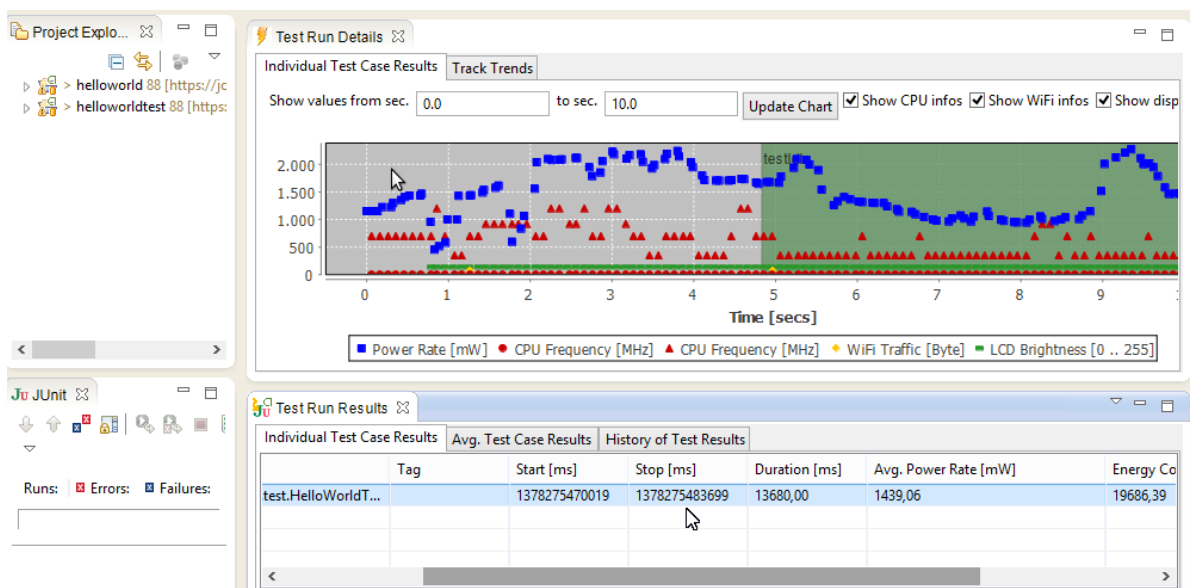 Project Explo...
> helloworld 88 [https://jc
> helloworldtest 88 [https:
Test Run Details
Individual Test Case Results Track Trends
Show values from sec. 0.0 to sec. 10.0 Update Chart Show CPU infos Show WiFi infos Show disp
2.000
1.500
1.000
500
0
0 1 2 3 4 5 6 7 8 9 1
Time [secs]
Power Rate [mW] CPU Frequency [MHz] CPU Frequency [MHz] WiFi Traffic [Byte] LCD Brightness [0 .. 255]
JUnit
Runs: Errors: Failures:
Test Run Results
Individual Test Case Results Avg. Test Case Results History of Test Results
Tag Start [ms] Stop [ms] Duration [ms] Avg. Power Rate [mW] Energy Co
test.HelloWorldT... 1378275470019 1378275483699 13680,00 1439,06 19686,39